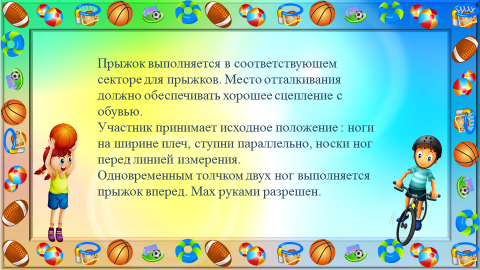 Прыжок выполняется в соответствующем
секторе для прыжков. Место отталкивания
должно обеспечивать хорошее сцепление с
обувью.
Участник принимает исходное положение : ноги
на ширине плеч, ступни параллельно, носки ног
перед линией измерения.
Одновременным толчком двух ног выполняется
прыжок вперед. Мах руками разрешен.